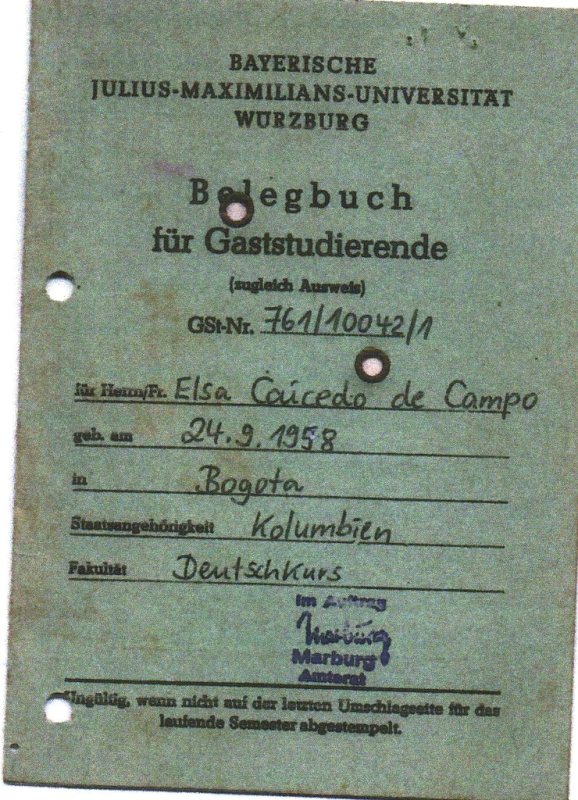 BAYERISCHE
JULIUS-MAXIMILIANS-UNIVERSITÄT
WÜRZBURG
Belegbuch
für Gaststudierende
(zugleich Ausweis)
GSt-Nr. 761/10042/1
für Herrn/Fr. Elsa Caicedo de Campo
geb. am 24.9.1958
in Bogota
Staatsangehörigkeit Kolumbien
Fakultät Deutschkurs
Im Auftrag
Marburg
Marburg
Amtsrat
Ungültig, wenn nicht auf der letzten Umschlagseite für das
laufende Semester abgestempelt.